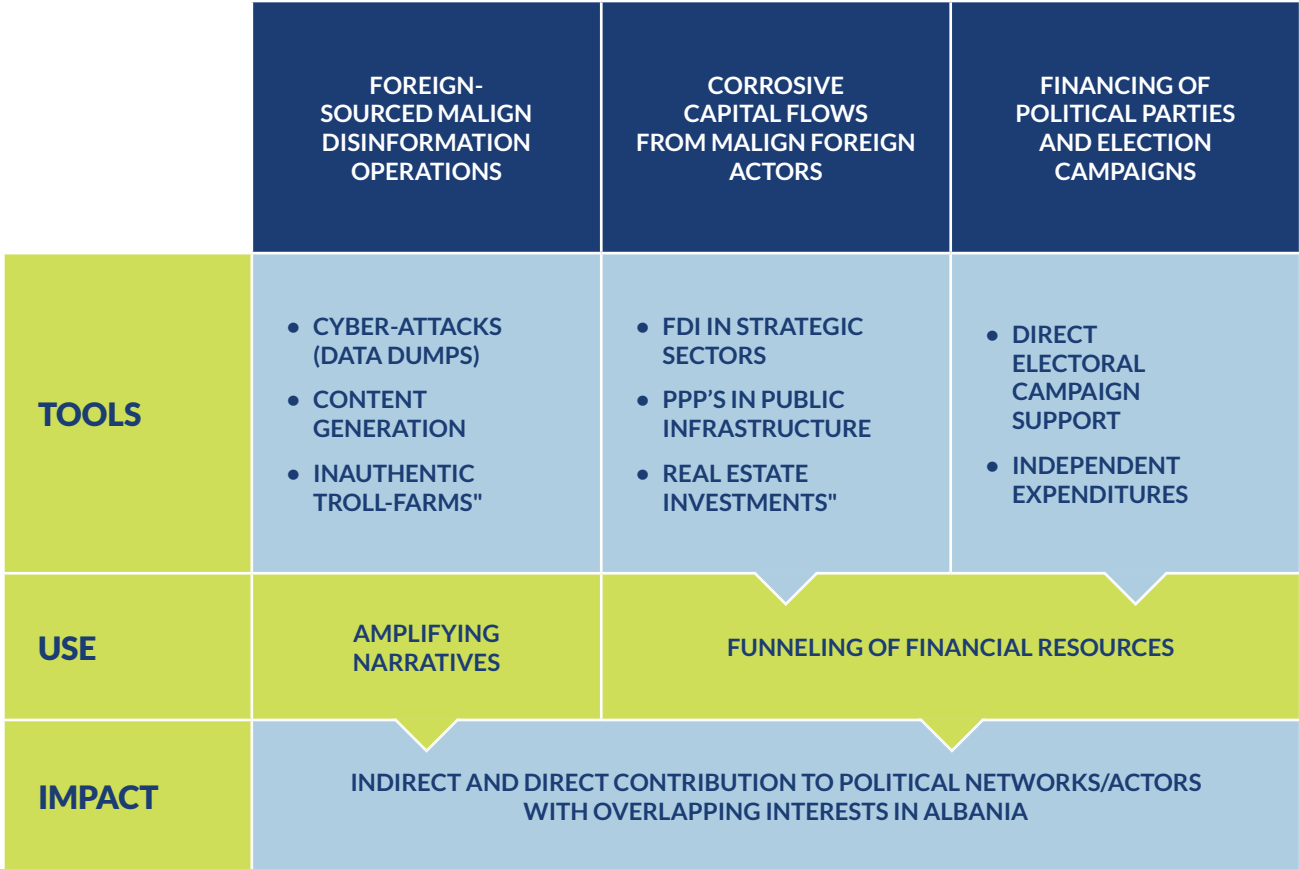 FOREIGN-
SOURCED MALIGN
DISINFORMATION
OPERATIONS
CORROSIVE
CAPITAL FLOWS
FROM MALIGN FOREIGN
ACTORS
FINANCING OF
POLITICAL PARTIES
AND ELECTION
CAMPAIGNS
TOOLS
• CYBER-ATTACKS
(DATA DUMPS)
• CONTENT
GENERATION
• INAUTHENTIC
TROLL-FARMS"
• FDI IN STRATEGIC
SECTORS
• PPP'S IN PUBLIC
INFRASTRUCTURE
• REAL ESTATE
INVESTMENTS"
• DIRECT
ELECTORAL
CAMPAIGN
SUPPORT
• INDEPENDENT
EXPENDITURES
USE
AMPLIFYING
NARRATIVES
FUNNELING OF FINANCIAL RESOURCES
IMPACT
INDIRECT AND DIRECT CONTRIBUTION TO POLITICAL NETWORKS/ACTORS
WITH OVERLAPPING INTERESTS IN ALBANIA